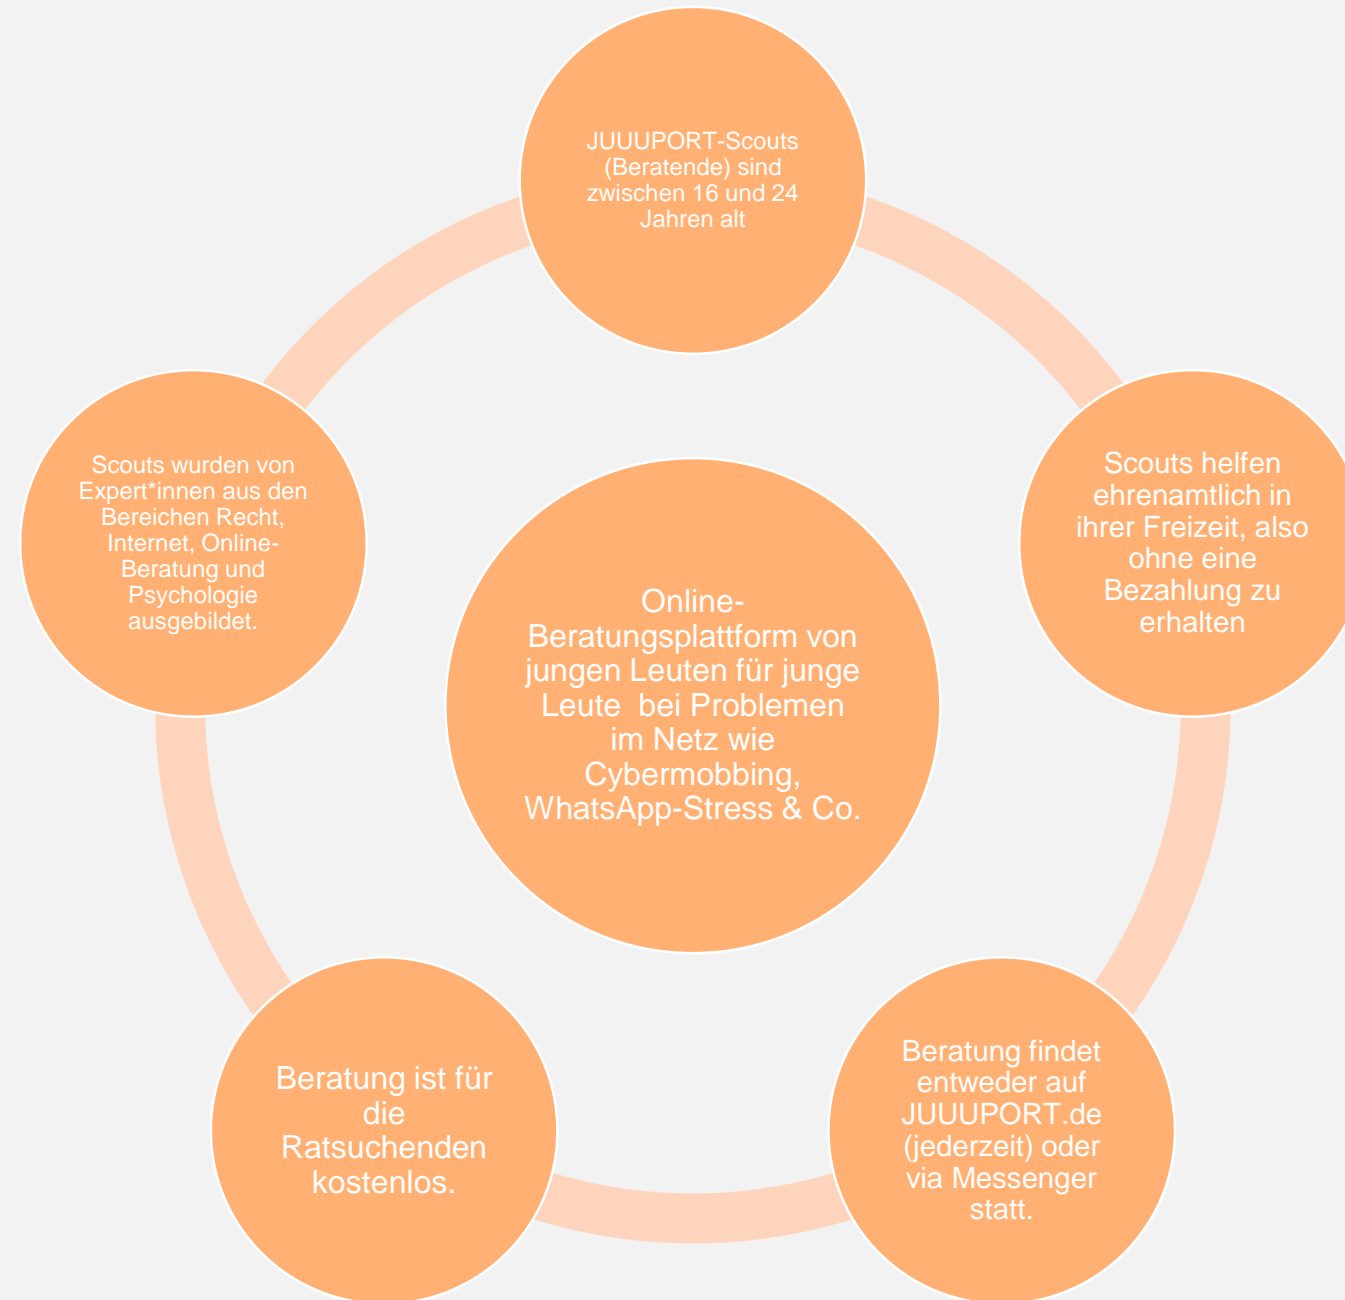 JUUUPORT-Scouts
(Beratende) sind
zwischen 16 und 24
Jahren alt
Scouts helfen
ehrenamtlich in
ihrer Freizeit, also
ohne eine
Bezahlung zu
erhalten
Beratung findet
entweder auf
JUUUPORT.de
(jederzeit) oder
via Messenger
statt.
Beratung ist für
die
Ratsuchenden
kostenlos.
Scouts wurden von
Expert*innen aus den
Bereichen Recht,
Internet, Online-
Beratung und
Psychologie
ausgebildet.
Online-
Beratungsplattform von
jungen Leuten für junge
Leute  bei Problemen
im Netz wie
Cybermobbing,
WhatsApp-Stress & Co.